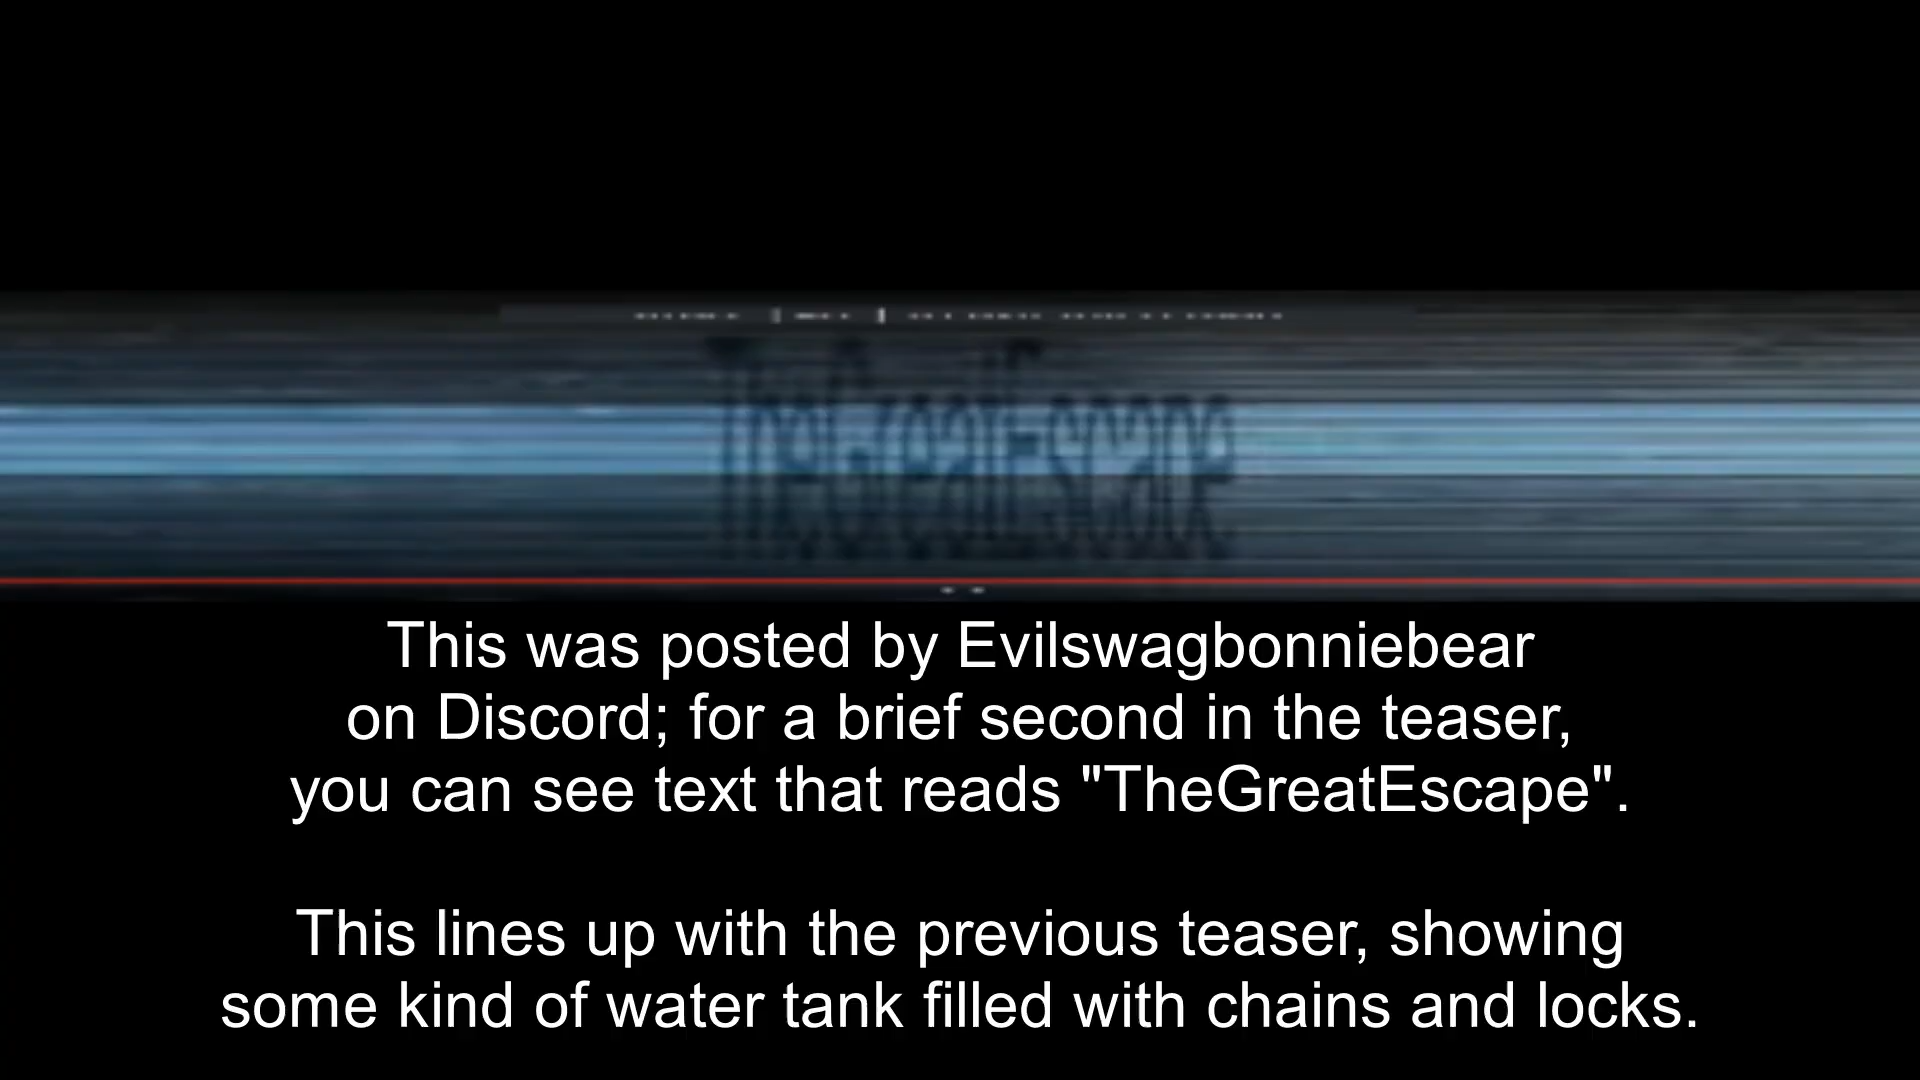 TheGreatEscape
This was posted by Evilswagbonniebear
on Discord; for a brief second in the teaser,
you can see text that reads "TheGreatEscape".
This lines up with the previous teaser, showing
some kind of water tank filled with chains and locks.